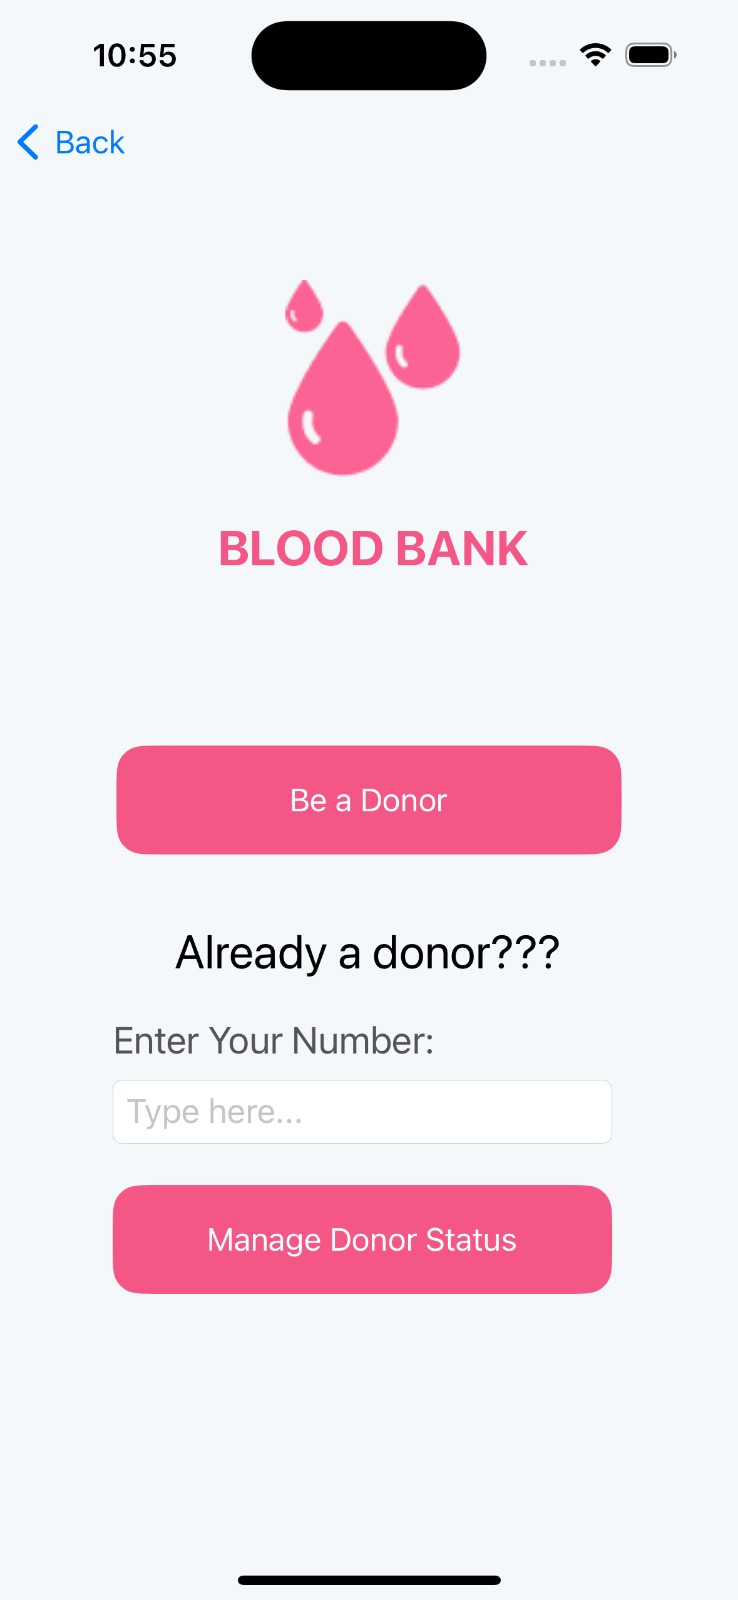 10:55
Back
BLOOD BANK
Be a Donor
Already a donor???
Enter Your Number:
Type here...
Manage Donor Status